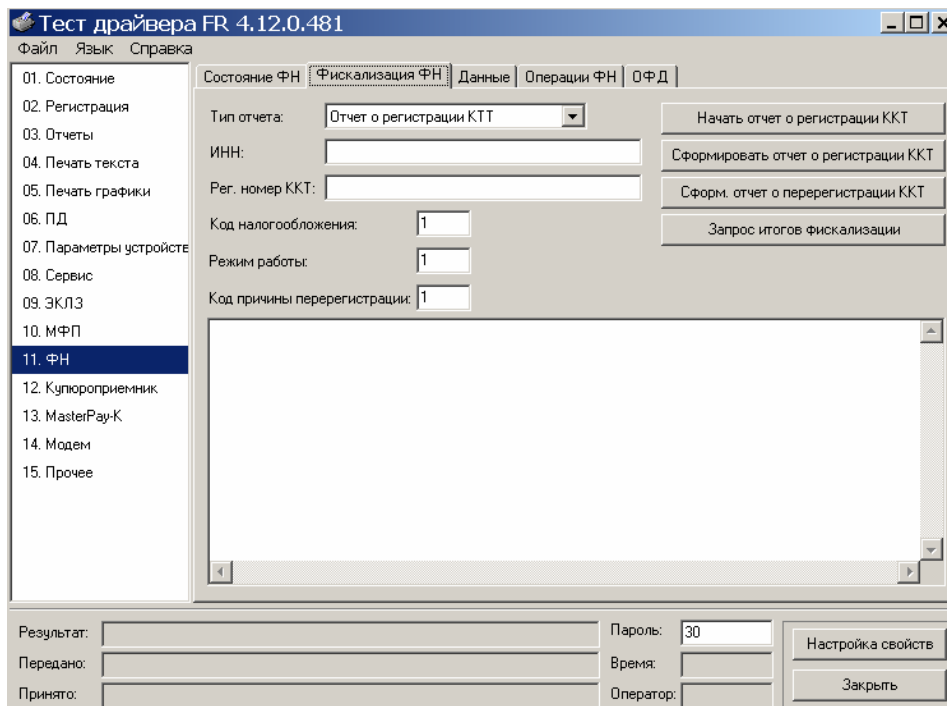 Тест драйвера FR 4.12.0.481
Файл Язык Справка
01. Состояние
02. Регистрация
03. Отчеты
04. Печать текста
05. Печать графики
06. ПД
07. Параметры устройств
08. Сервис
09. ЭКЛЗ
10. МФП
11. ФН
12. Купюроприемник
13. MasterPay-K
14. Модем
15. Прочее
Состояние ФН Фискализация ФН Данные Операции ФН ОФД
Тип отчета: Отчет о регистрации КТТ Начать отчет о регистрации ККТ
ИНН: Сформировать отчет о регистрации ККТ
Рег. номер ККТ: Сформ. отчет о перерегистрации ККТ
Код налогообложения: 1 Запрос итогов фискализации
Режим работы: 1
Код причины перерегистрации: 1
Результат: Пароль: 30 Настройка свойств
Передано: Время:
Принято: Оператор: Закрыть